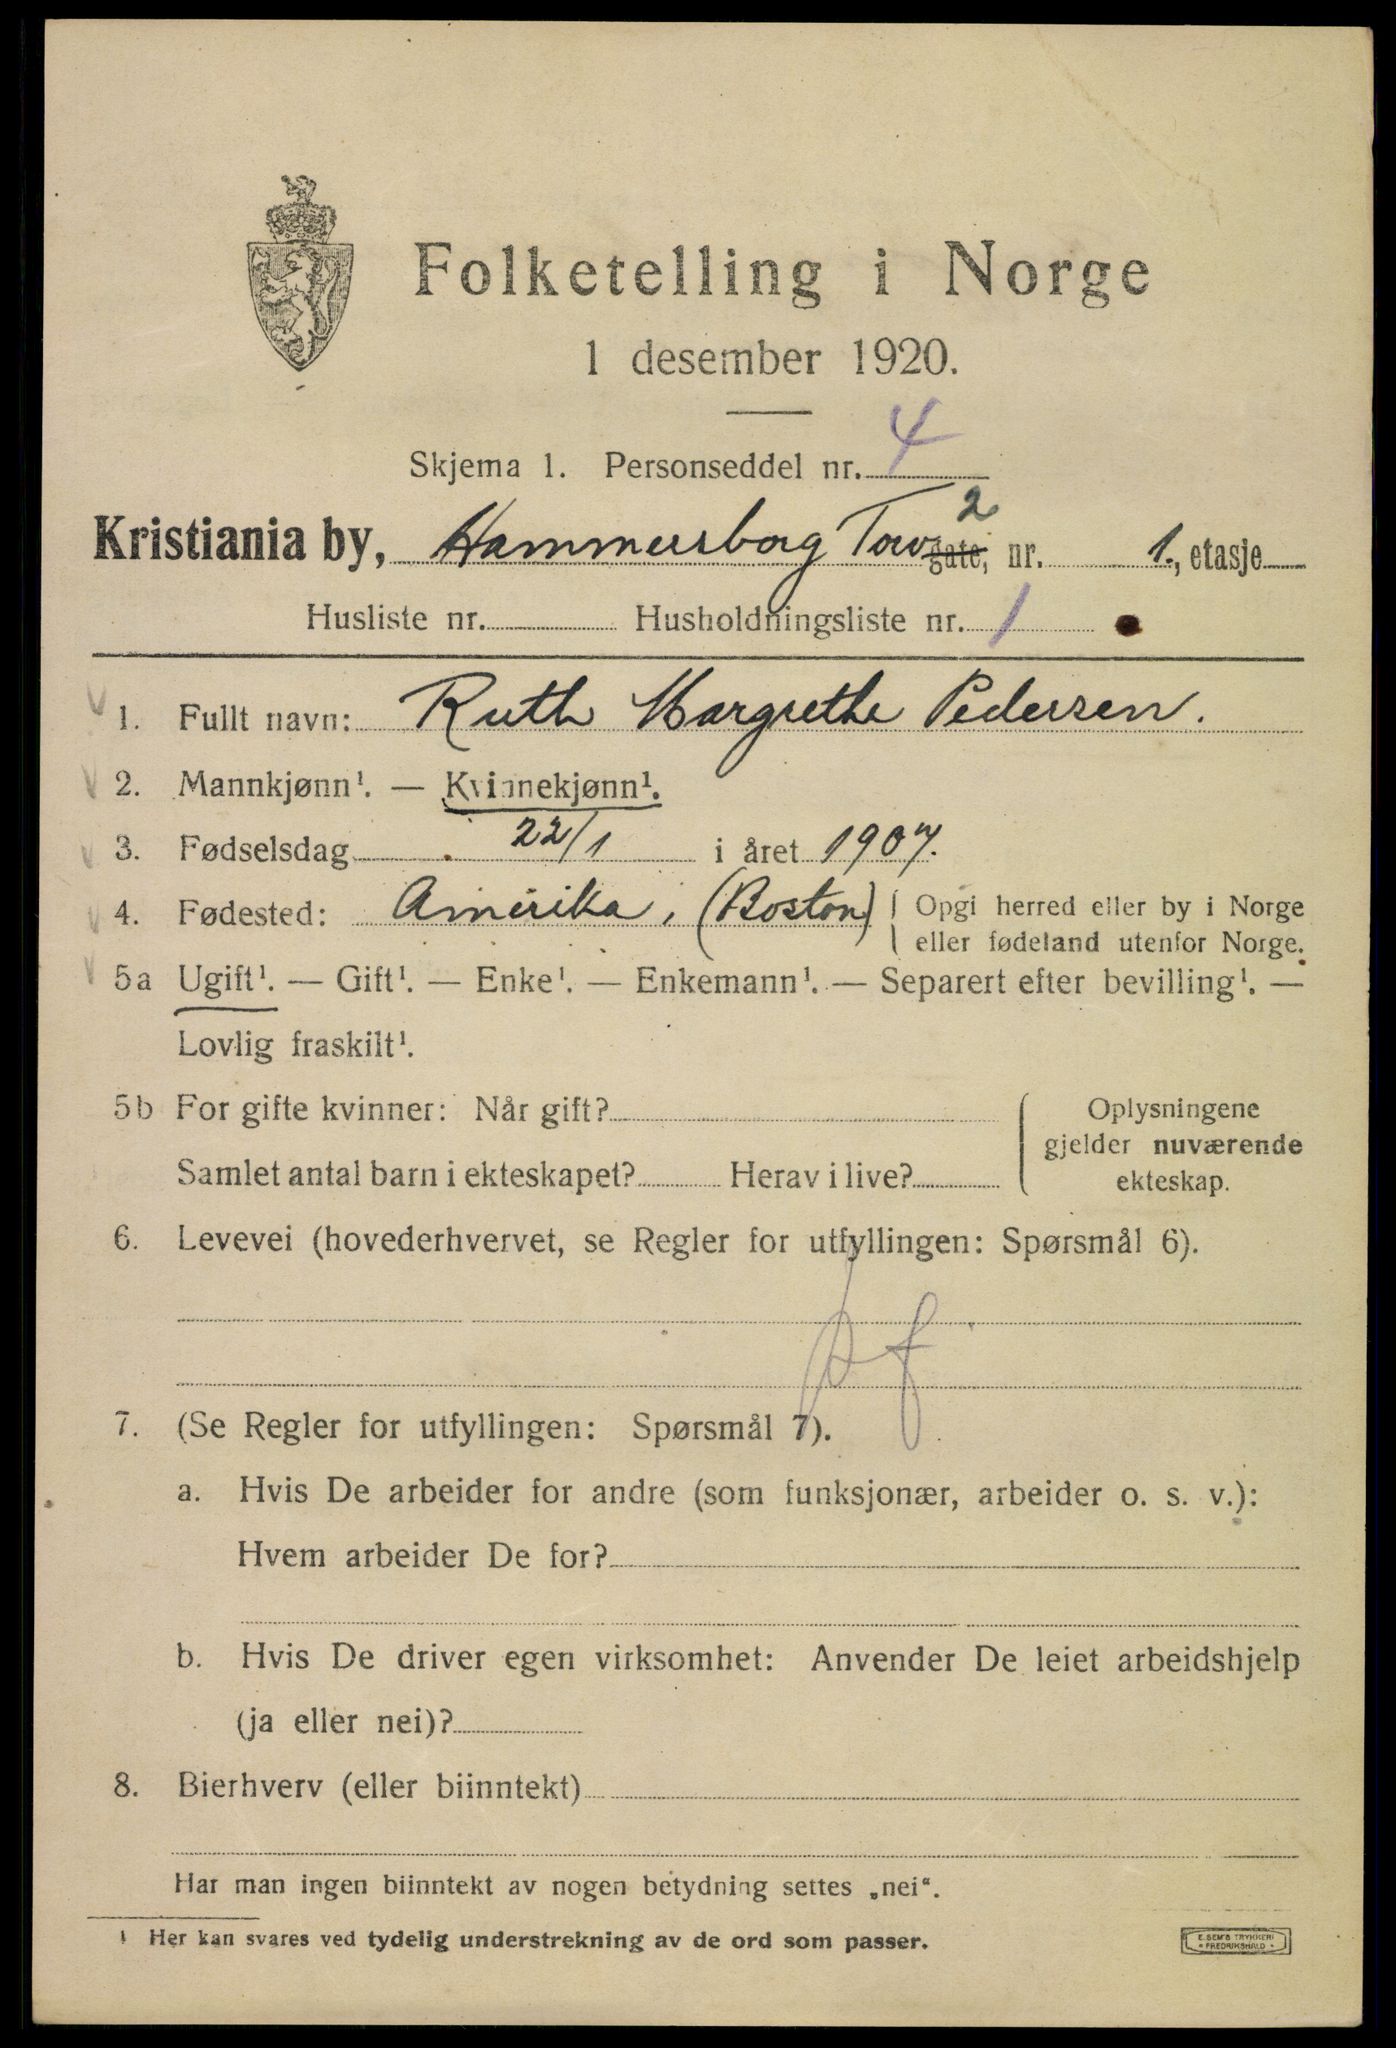 Folketelling i Norge
1 desember 1920.
Skjema 1. Personseddel nr. 4
Kristiania by, Hammersborg Torv 2 gate, nr. 1., etasje
Husliste nr. Husholdningsliste nr. 1
1. Fullt navn: Ruth Margrethe Pedersen.
2. Mannkjønn¹. — Kvinnekjønn¹.
3. Fødselsdag 22/1 i året 1907.
4. Fødested: Amerika, (Boston) Opgi herred eller by i Norge
eller fødeland utenfor Norge.
5a Ugift¹. — Gift¹. — Enke¹. — Enkemann¹. — Separert efter bevilling¹. —
Lovlig fraskilt¹.
5b For gifte kvinner: Når gift? Oplysningene
gjelder nuværende
Samlet antal barn i ekteskapet? Herav i live? ekteskap.
6. Levevei (hovederhvervet, se Regler for utfyllingen: Spørsmål 6).
7. (Se Regler for utfyllingen: Spørsmål 7).
a. Hvis De arbeider for andre (som funksjonær, arbeider o. s. v.):
Hvem arbeider De for?
b. Hvis De driver egen virksomhet: Anvender De leiet arbeidshjelp
(ja eller nei)?
8. Bierhverv (eller biinntekt)
Har man ingen biinntekt av nogen betydning settes „nei“.
¹ Her kan svares ved tydelig understrekning av de ord som passer.
E. SEM'S TRYKKERI
FREDRIKSHALD